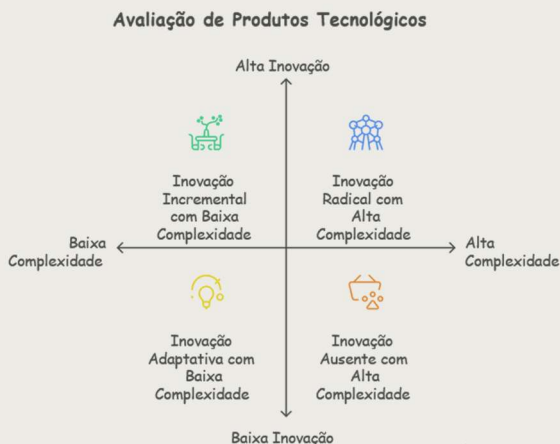 Avaliação de Produtos Tecnológicos
Alta Inovação
Inovação
Incremental
com Baixa
Complexidade
Inovação
Radical com
Alta
Complexidade
Baixa
Complexidade
Alta
Complexidade
Inovação
Adaptativa com
Baixa
Complexidade
Inovação
Ausente com
Alta
Complexidade
Baixa Inovação